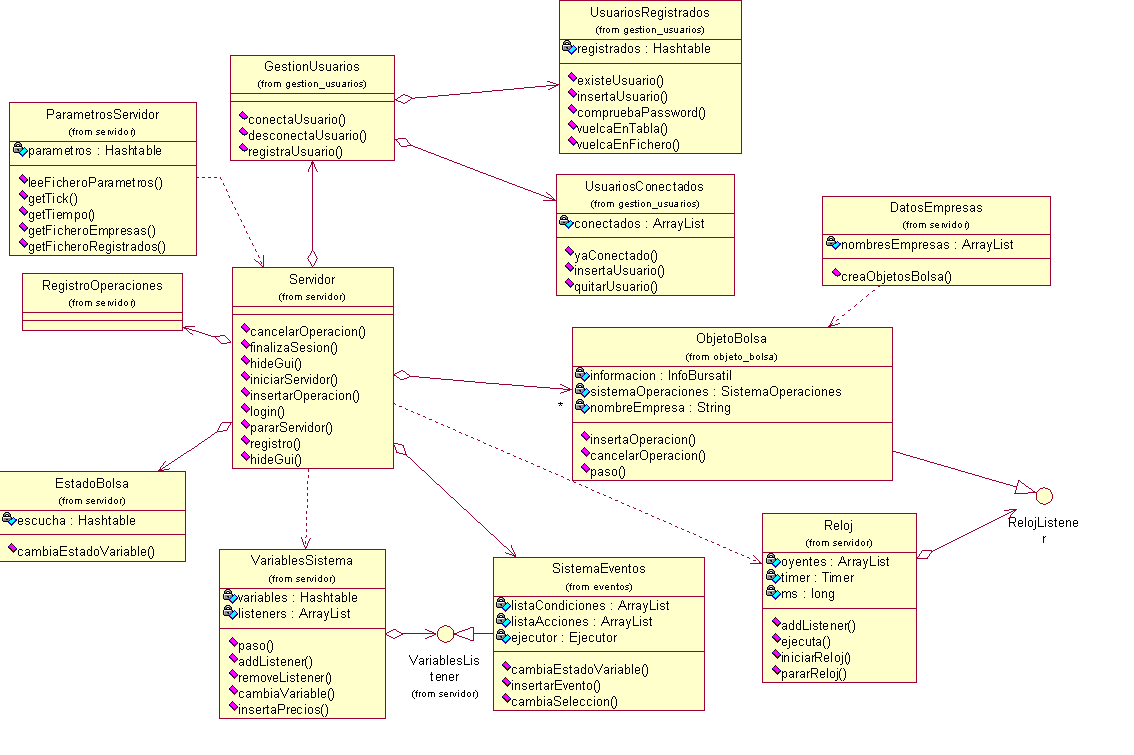 UsuariosRegistrados
(from gestion_usuarios)
registrados : Hashtable
existeUsuario()
insertaUsuario()
compruebaPassword()
vuelcaEnTabla()
vuelcaEnFichero()
GestionUsuarios
(from gestion_usuarios)
conectaUsuario()
desconectaUsuario()
registraUsuario()
ParametrosServidor
(from servidor)
parametros : Hashtable
leeFicheroParametros()
getTick()
getTiempo()
getFicheroEmpresas()
getFicheroRegistrados()
UsuariosConectados
(from gestion_usuarios)
conectados : ArrayList
yaConectado()
insertaUsuario()
quitarUsuario()
DatosEmpresas
(from servidor)
nombresEmpresas : ArrayList
creaObjetosBolsa()
RegistroOperaciones
(from servidor)
Servidor
(from servidor)
cancelarOperacion()
finalizaSesion()
hideGui()
iniciarServidor()
insertarOperacion()
login()
pararServidor()
registro()
hideGui()
*
ObjetoBolsa
(from objeto_bolsa)
informacion : InfoBursatil
sistemaOperaciones : SistemaOperaciones
nombreEmpresa : String
insertaOperacion()
cancelarOperacion()
paso()
EstadoBolsa
(from servidor)
escucha : Hashtable
cambiaEstadoVariable()
RelojListene
r
Reloj
(from servidor)
oyentes : ArrayList
timer : Timer
ms : long
addListener()
ejecuta()
iniciarReloj()
pararReloj()
VariablesSistema
(from servidor)
variables : Hashtable
listeners : ArrayList
paso()
addListener()
removeListener()
cambiaVariable()
insertaPrecios()
VariablesLis
tener
(from servidor)
SistemaEventos
(from eventos)
listaCondiciones : ArrayList
listaAcciones : ArrayList
ejecutor : Ejecutor
cambiaEstadoVariable()
insertarEvento()
cambiaSeleccion()